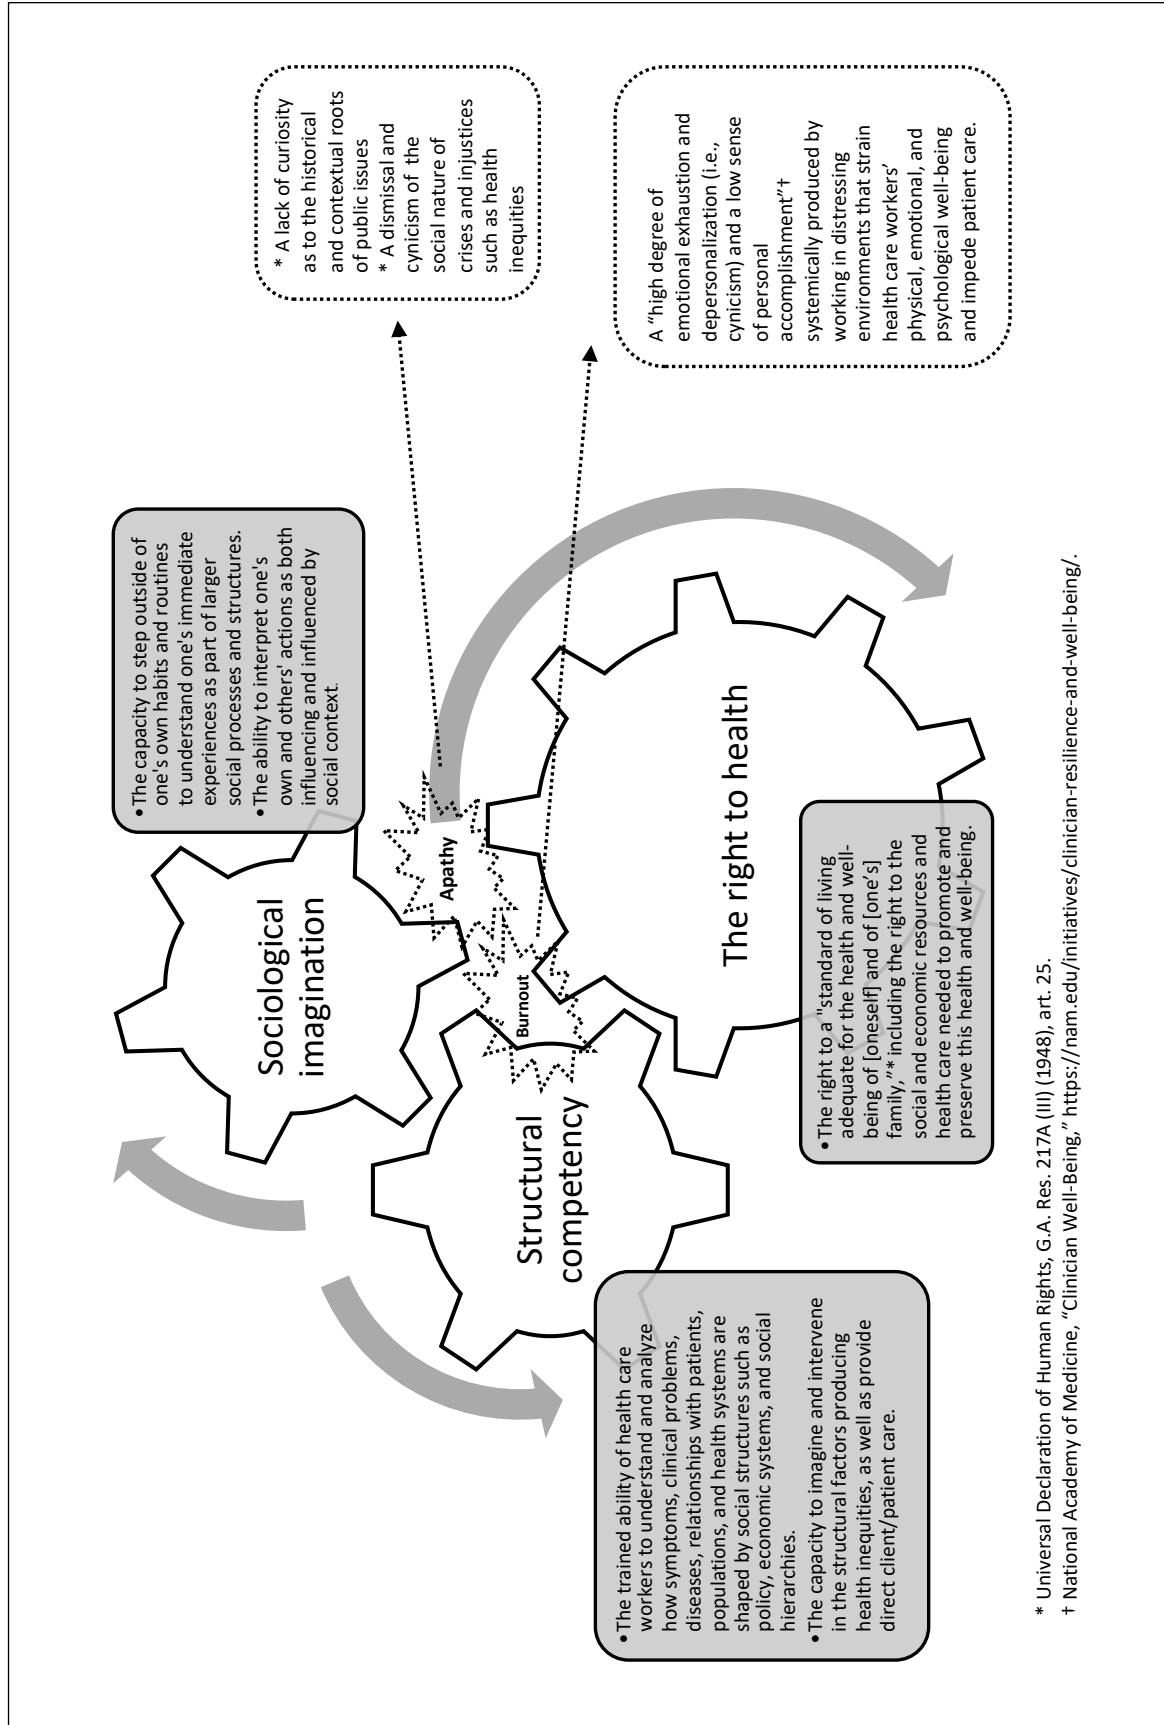 Sociological
imagination
•The capacity to step outside of
one's own habits and routines
to understand one's immediate
experiences as part of larger
social processes and structures.
•The ability to interpret one's
own and others' actions as both
influencing and influenced by
social context.
* A lack of curiosity
as to the historical
and contextual roots
of public issues
* A dismissal and
cynicism of the
social nature of
crises and injustices
such as health
inequities
Apathy
Burnout
Structural
competency
•The trained ability of health care
workers to understand and analyze
how symptoms, clinical problems,
diseases, relationships with patients,
populations, and health systems are
shaped by social structures such as
policy, economic systems, and social
hierarchies.
•The capacity to imagine and intervene
in the structural factors producing
health inequities, as well as provide
direct client/patient care.
The right to health
•The right to a "standard of living
adequate for the health and well-
being of [oneself] and of [one’s]
family,”* including the right to the
social and economic resources and
health care needed to promote and
preserve this health and well-being.
A “high degree of
emotional exhaustion and
depersonalization (i.e.,
cynicism) and a low sense
of personal
accomplishment”†
systemically produced by
working in distressing
environments that strain
health care workers’
physical, emotional, and
psychological well-being
and impede patient care.
* Universal Declaration of Human Rights, G.A. Res. 217A (III) (1948), art. 25.
† National Academy of Medicine, “Clinician Well-Being,” https://nam.edu/initiatives/clinician-resilience-and-well-being/.